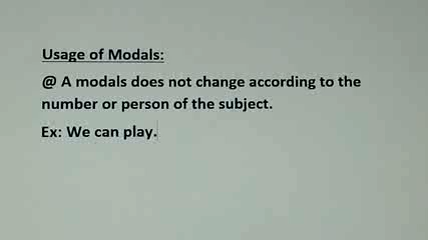 Usage of Modals:
@ A modals does not change according to the
number or person of the subject.
Ex: We can play.